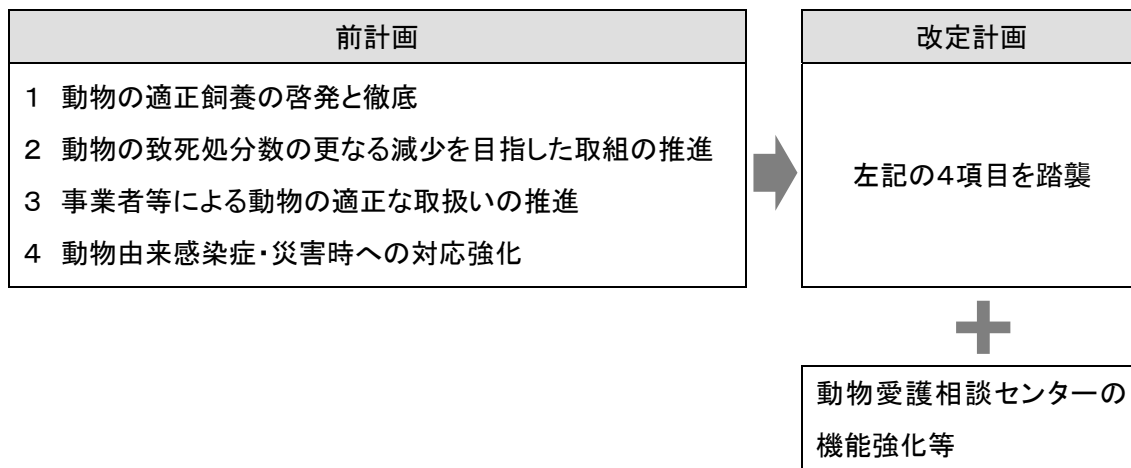 前計画
1 動物の適正飼養の啓発と徹底
2 動物の致死処分数の更なる減少を目指した取組の推進
3 事業者等による動物の適正な取扱いの推進
4 動物由来感染症・災害時への対応強化
改定計画
左記の4項目を踏襲
動物愛護相談センターの
機能強化等